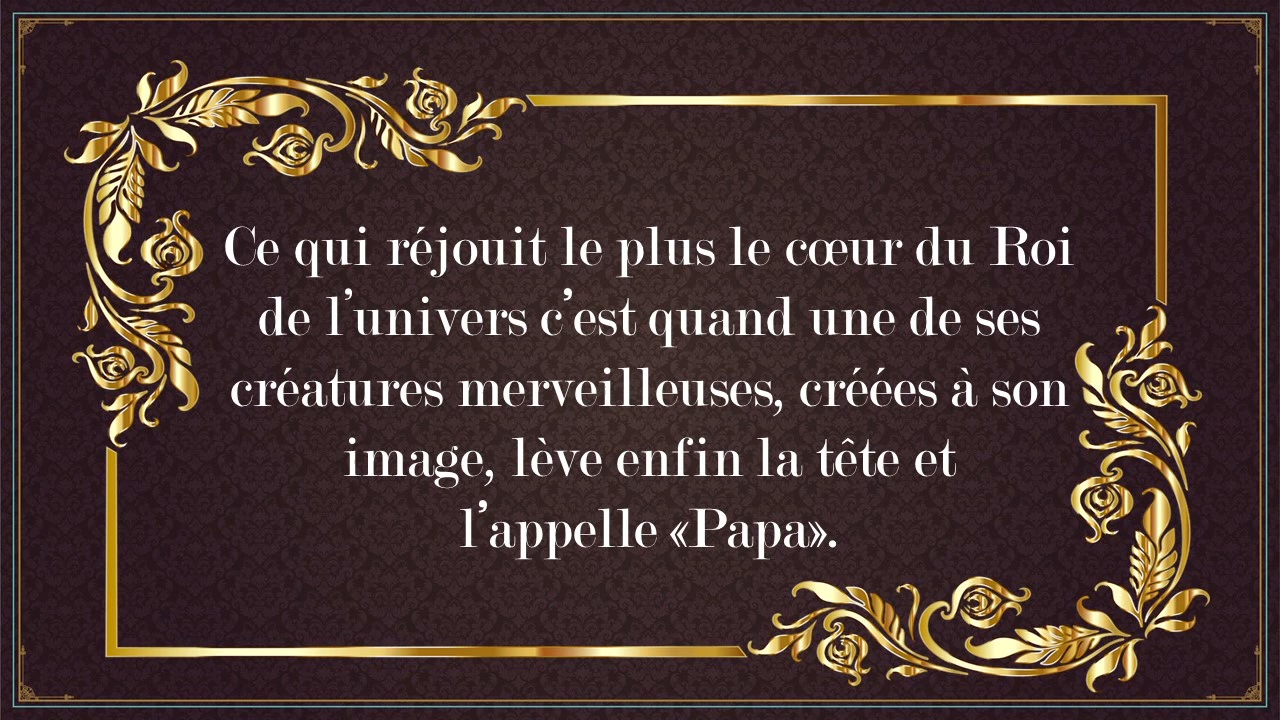 Ce qui réjouit le plus le cœur du Roi
de l’univers c’est quand une de ses
créatures merveilleuses, créées à son
image, lève enfin la tête et
l’appelle «Papa».